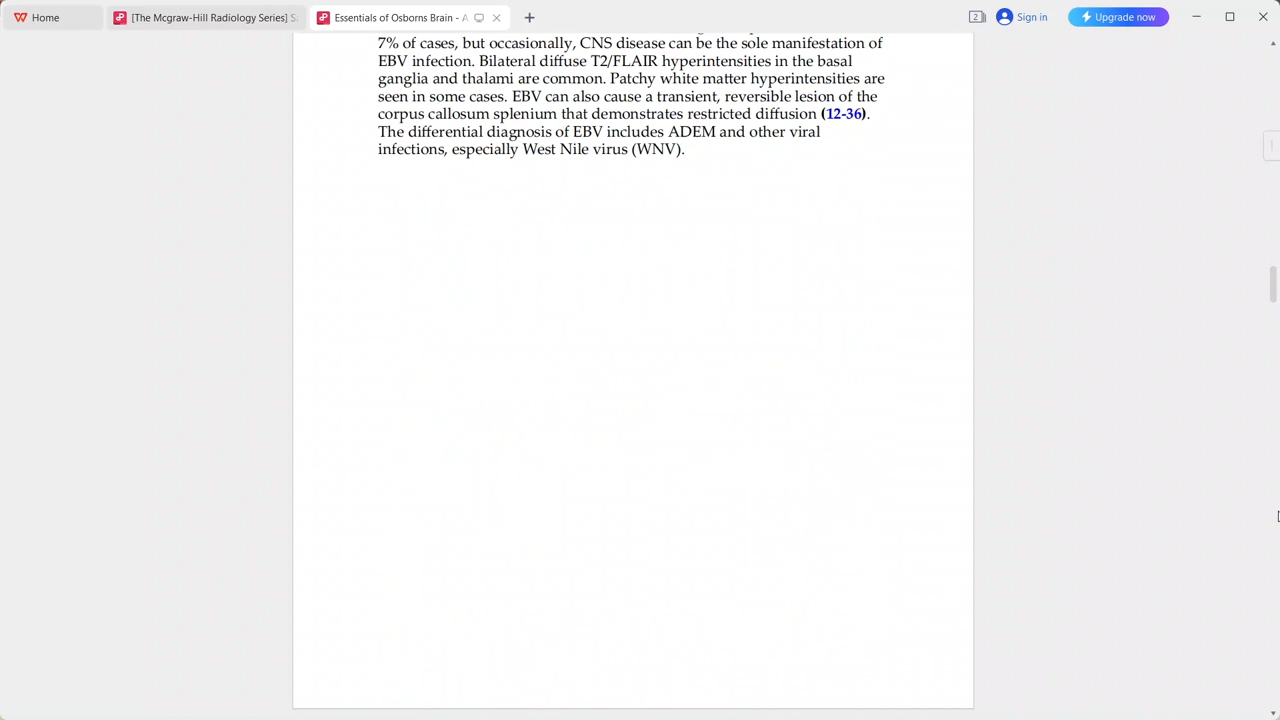 Home
[The Mcgraw-Hill Radiology Series] S
Essentials of Osborns Brain - A
2
Sign in
Upgrade now
7% of cases, but occasionally, CNS disease can be the sole manifestation of
EBV infection. Bilateral diffuse T2/FLAIR hyperintensities in the basal
ganglia and thalami are common. Patchy white matter hyperintensities are
seen in some cases. EBV can also cause a transient, reversible lesion of the
corpus callosum splenium that demonstrates restricted diffusion (12-36).
The differential diagnosis of EBV includes ADEM and other viral
infections, especially West Nile virus (WNV).